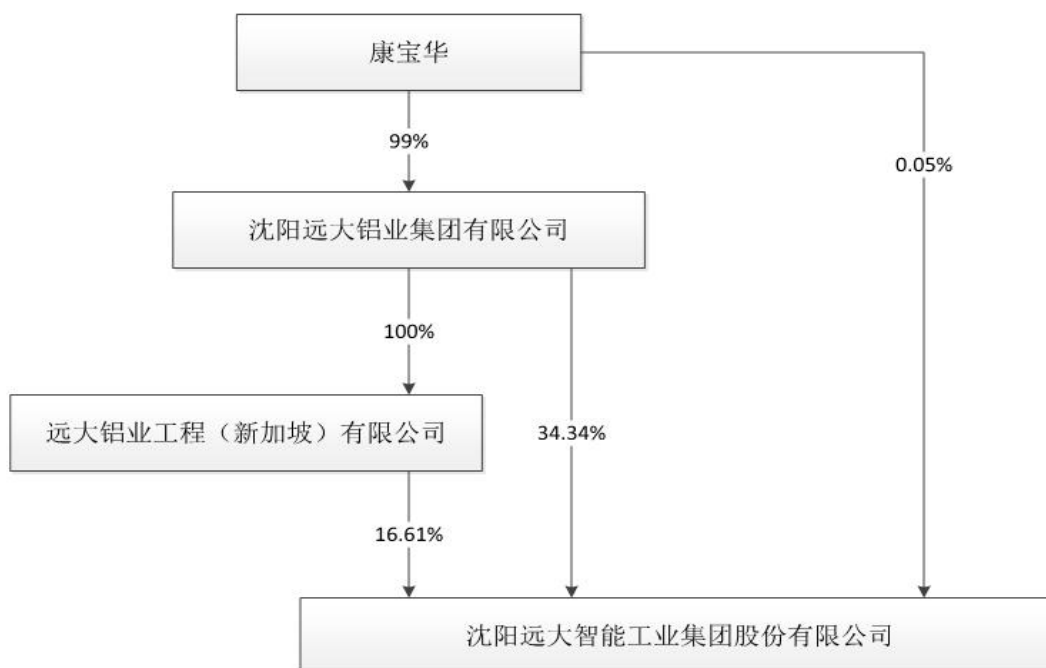 康宝华
99%
0.05%
沈阳远大铝业集团有限公司
100%
远大铝业工程（新加坡）有限公司
34.34%
16.61%
沈阳远大智能工业集团股份有限公司